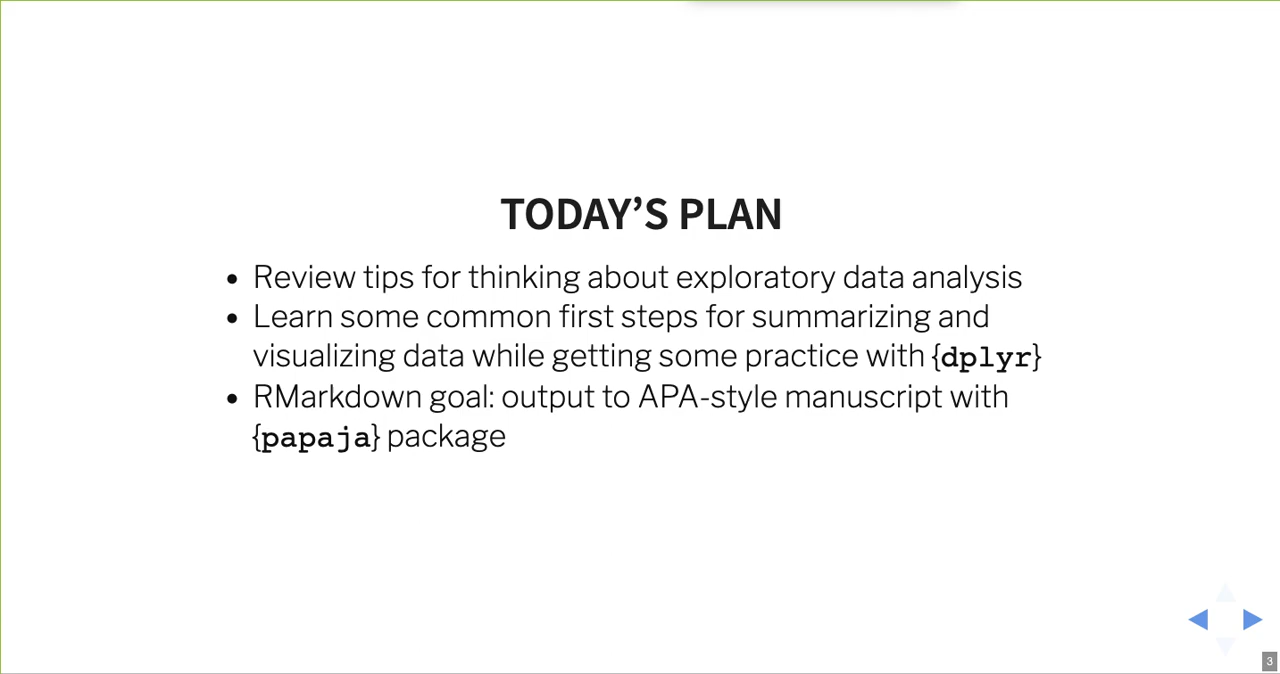 TODAY’S PLAN
• Review tips for thinking about exploratory data analysis
• Learn some common first steps for summarizing and
visualizing data while getting some practice with {dplyr}
• RMarkdown goal: output to APA-style manuscript with
{papaja} package
3